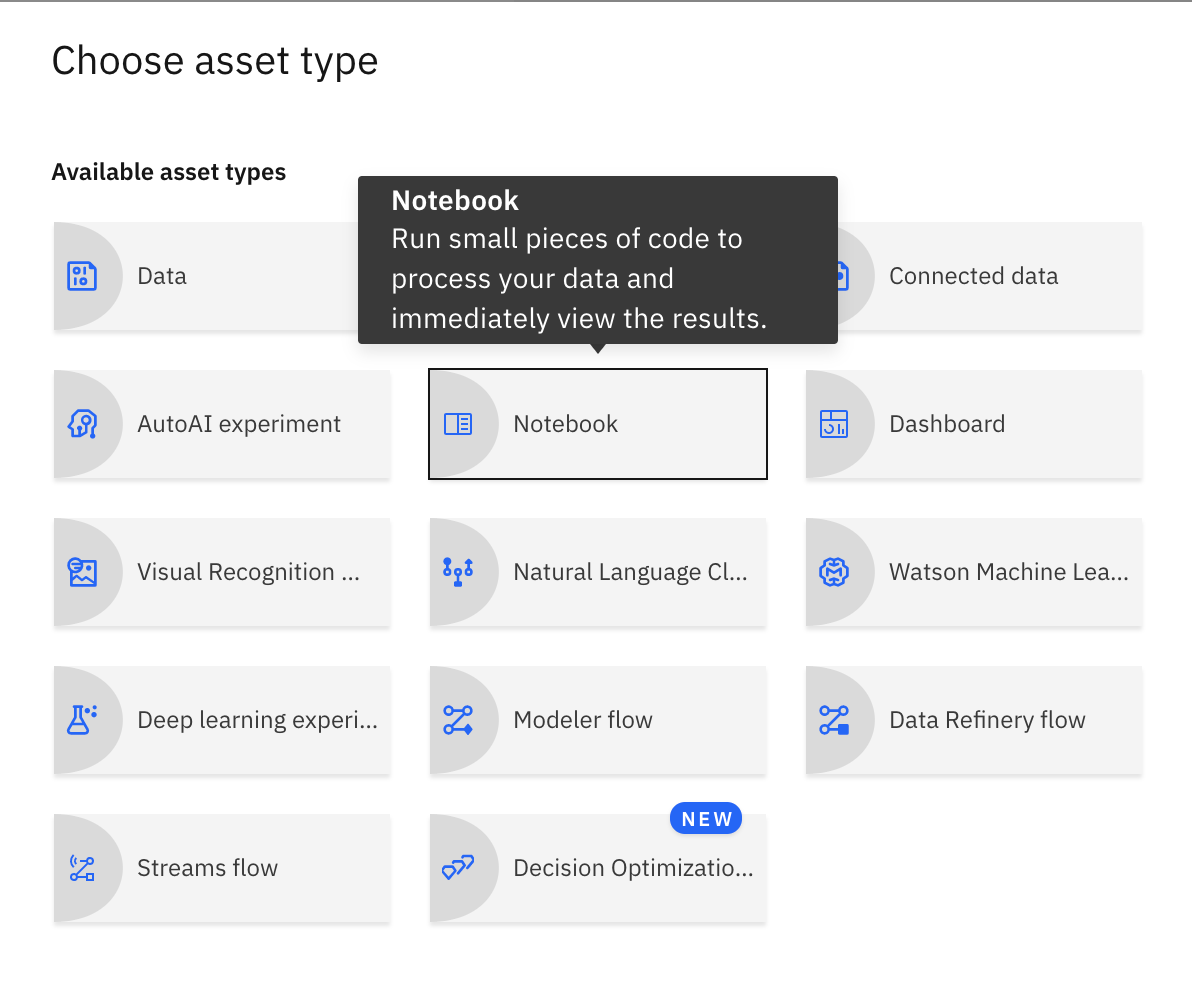 Choose asset type
Available asset types
Notebook
Run small pieces of code to
process your data and
immediately view the results.
Data
Connected data
AutoAI experiment
Notebook
Dashboard
Visual Recognition ...
Natural Language Cl...
Watson Machine Lea...
Deep learning experi...
Modeler flow
Data Refinery flow
Streams flow
NEW
Decision Optimizatio...